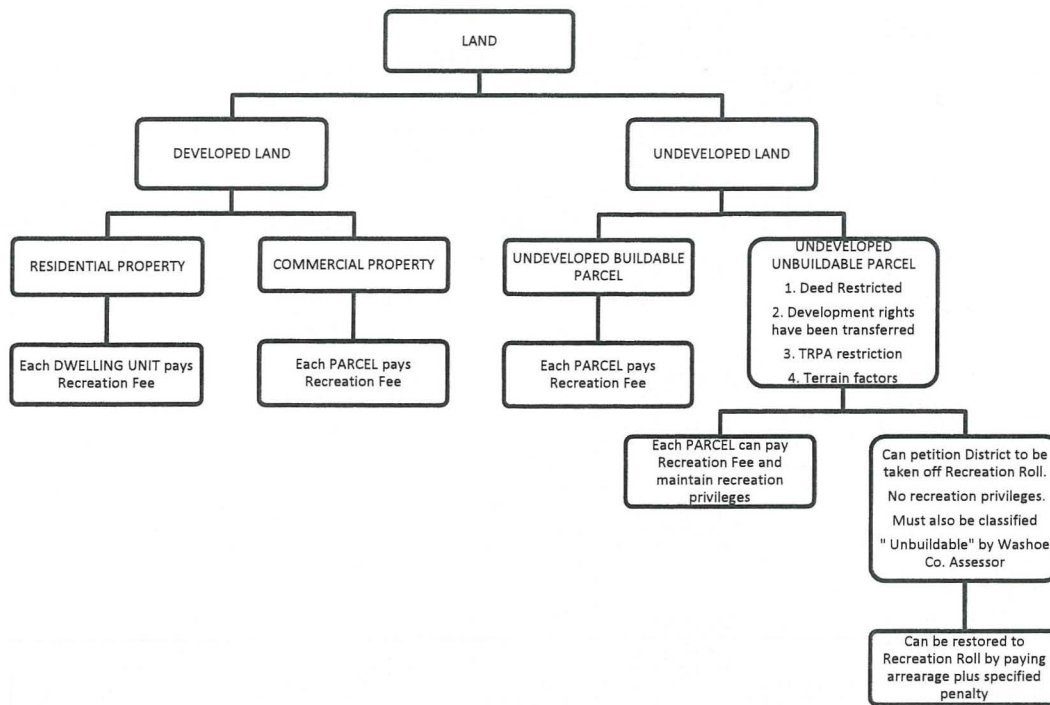 LAND
DEVELOPED LAND
UNDEVELOPED LAND
RESIDENTIAL PROPERTY
COMMERCIAL PROPERTY
UNDEVELOPED BUILDABLE
PARCEL
UNDEVELOPED
UNBUILDABLE PARCEL
1. Deed Restricted
2. Development rights
have been transferred
3. TRPA restriction
4. Terrain factors
Each DWELLING UNIT pays
Recreation Fee
Each PARCEL pays
Recreation Fee
Each PARCEL pays
Recreation Fee
Each PARCEL can pay
Recreation Fee and
maintain recreation
privileges
Can petition District to be
taken off Recreation Roll.
No recreation privileges.
Must also be classified
" Unbuildable" by Washoe
Co. Assessor
Can be restored to
Recreation Roll by paying
arrearage plus specified
penalty